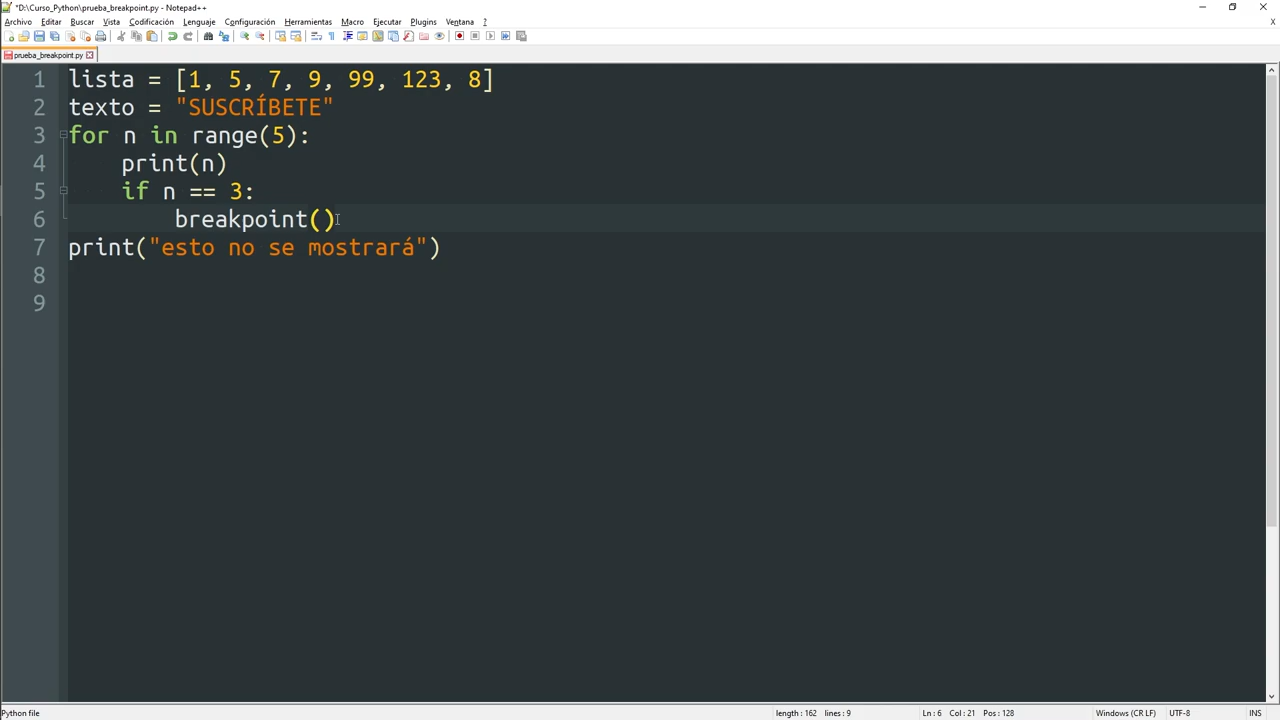 *D:\Curso_Python\prueba_breakpoint.py - Notepad++
Archivo Editar Buscar Vista Codificación Lenguaje Configuración Herramientas Macro Ejecutar Plugins Ventana ? X
prueba_breakpoint.py
1 lista = [1, 5, 7, 9, 99, 123, 8]
2 texto = "SUSCRÍBETE"
3 for n in range(5):
4     print(n)
5     if n == 3:
6         breakpoint()
7 print("esto no se mostrará")
8
9
Python file length : 162 lines : 9 Ln : 6 Col : 21 Pos : 128 Windows (CR LF) UTF-8 INS